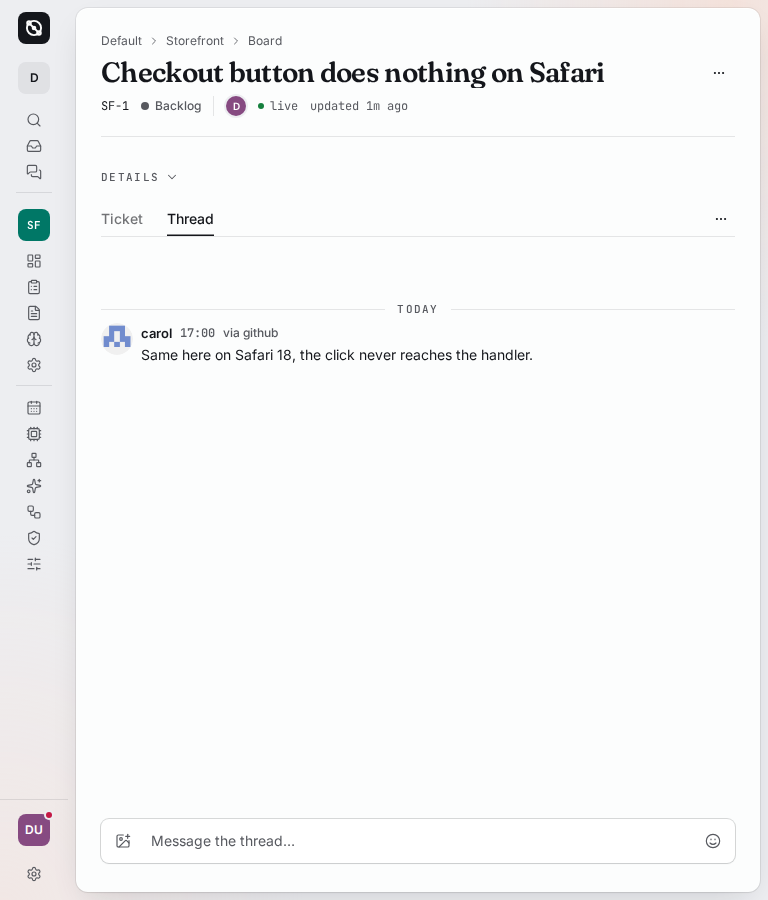 D
Default
Storefront
Board
Checkout button does nothing on Safari
SF-1
Backlog
D
live
updated 1m ago
DETAILS
SF
Ticket
Thread
TODAY
carol 17:00 via github
Same here on Safari 18, the click never reaches the handler.
Message the thread...
DU